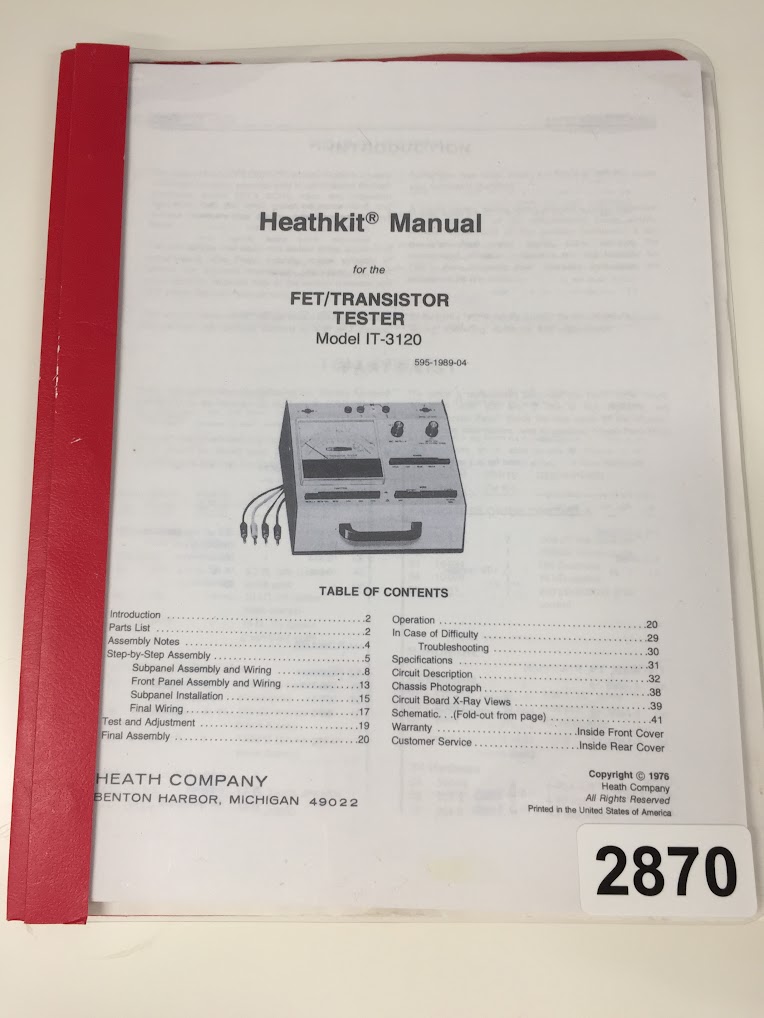 Heathkit® Manual
for the
FET/TRANSISTOR
TESTER
Model IT-3120
595-1989-04
TABLE OF CONTENTS
Introduction ........................................2
Parts List ........................................2
Assembly Notes ....................................4
Step-by-Step Assembly ............................5
Subpanel Assembly and Wiring ..................8
Front Panel Assembly and Wiring ...............13
Subpanel Installation ..........................15
Final Wiring ..................................17
Test and Adjustment ..............................19
Final Assembly ..................................20
Operation ........................................20
In Case of Difficulty ............................29
Troubleshooting ..............................30
Specifications ..................................31
Circuit Description ..............................32
Chassis Photograph ..............................38
Circuit Board X-Ray Views ........................39
Schematic. . .(Fold-out from page) ................41
Warranty ........................Inside Front Cover
Customer Service ..................Inside Rear Cover
HEATH COMPANY
BENTON HARBOR, MICHIGAN 49022
Copyright © 1976
Heath Company
All Rights Reserved
Printed in the United States of America
2870